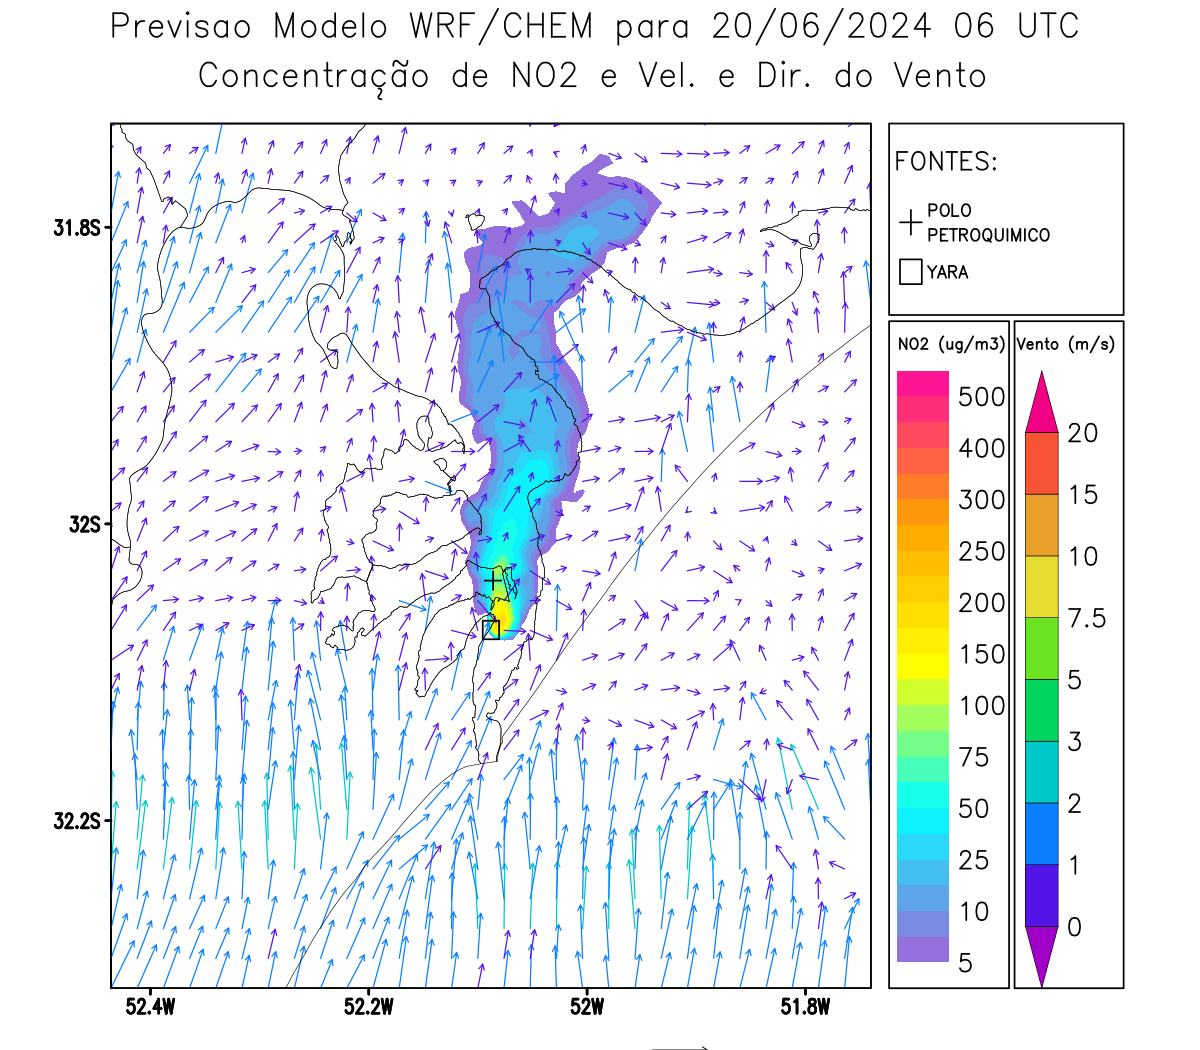 Previsao Modelo WRF/CHEM para 20/06/2024 06 UTC
Concentração de NO2 e Vel. e Dir. do Vento
FONTES:
POLO
PETROQUIMICO
YARA
NO2 (ug/m3)
500
400
300
250
200
150
100
75
50
25
10
5
Vento (m/s)
20
15
10
7.5
5
3
2
1
0
31.8S
32S
32.2S
52.4W
52.2W
52W
51.8W